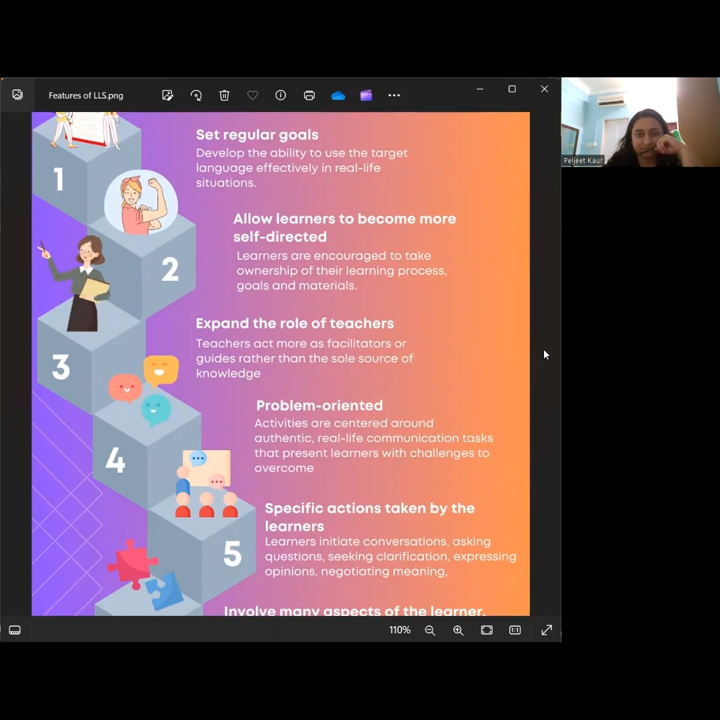 Features of LLS.png
Peljeet Kaur
Set regular goals
Develop the ability to use the target
language effectively in real-life
situations.
1
Allow learners to become more
self-directed
Learners are encouraged to take
ownership of their learning process,
goals and materials.
2
Expand the role of teachers
Teachers act more as facilitators or
guides rather than the sole source of
knowledge
3
Problem-oriented
Activities are centered around
authentic, real-life communication tasks
that present learners with challenges to
overcome
4
Specific actions taken by the
learners
Learners initiate conversations, asking
questions, seeking clarification, expressing
opinions, negotiating meaning,
5
Involve many aspects of the learner,
110%
1:1